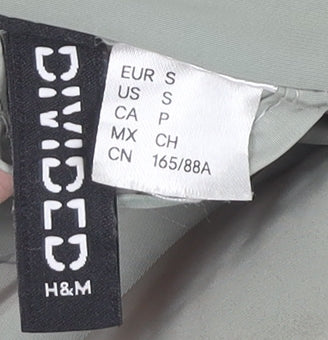 DIVIDED
H&M
EUR S
US S
CA P
MX CH
CN 165/88A